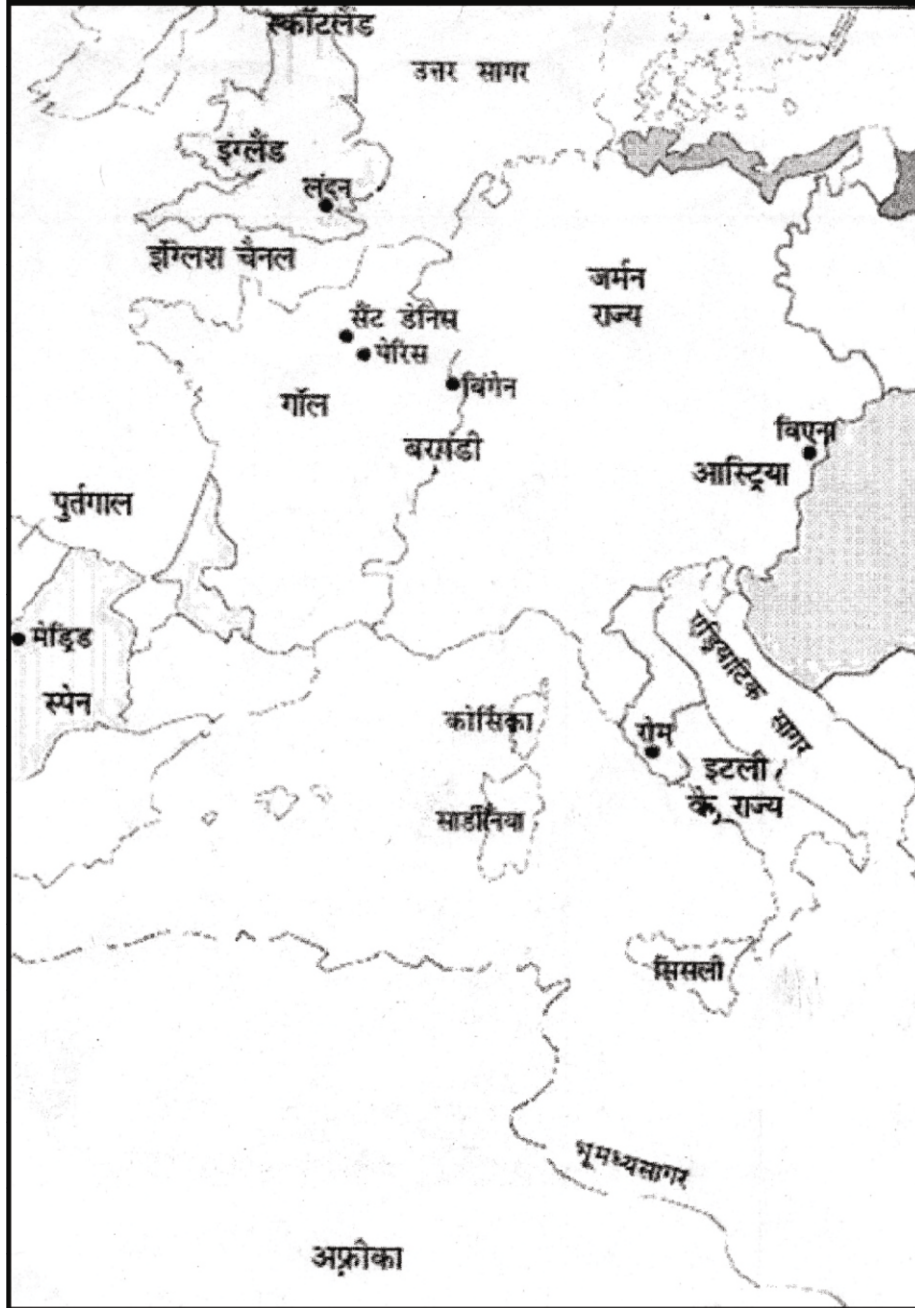 स्कॉटलैंड
उत्तर सागर
इंग्लैंड
लंदन
इंग्लिश चैनल
जर्मन
राज्य
सैंट डेनिस
पेरिस
बिंगेन
गॉल
बरगंडी
विएना
आस्ट्रिया
पुर्तगाल
मेड्रिड
स्पेन
एड्रियाटिक सागर
कोर्सिका
रोम
इटली
के राज्य
सार्डीनिया
सिसली
भूमध्यसागर
अफ्रीका